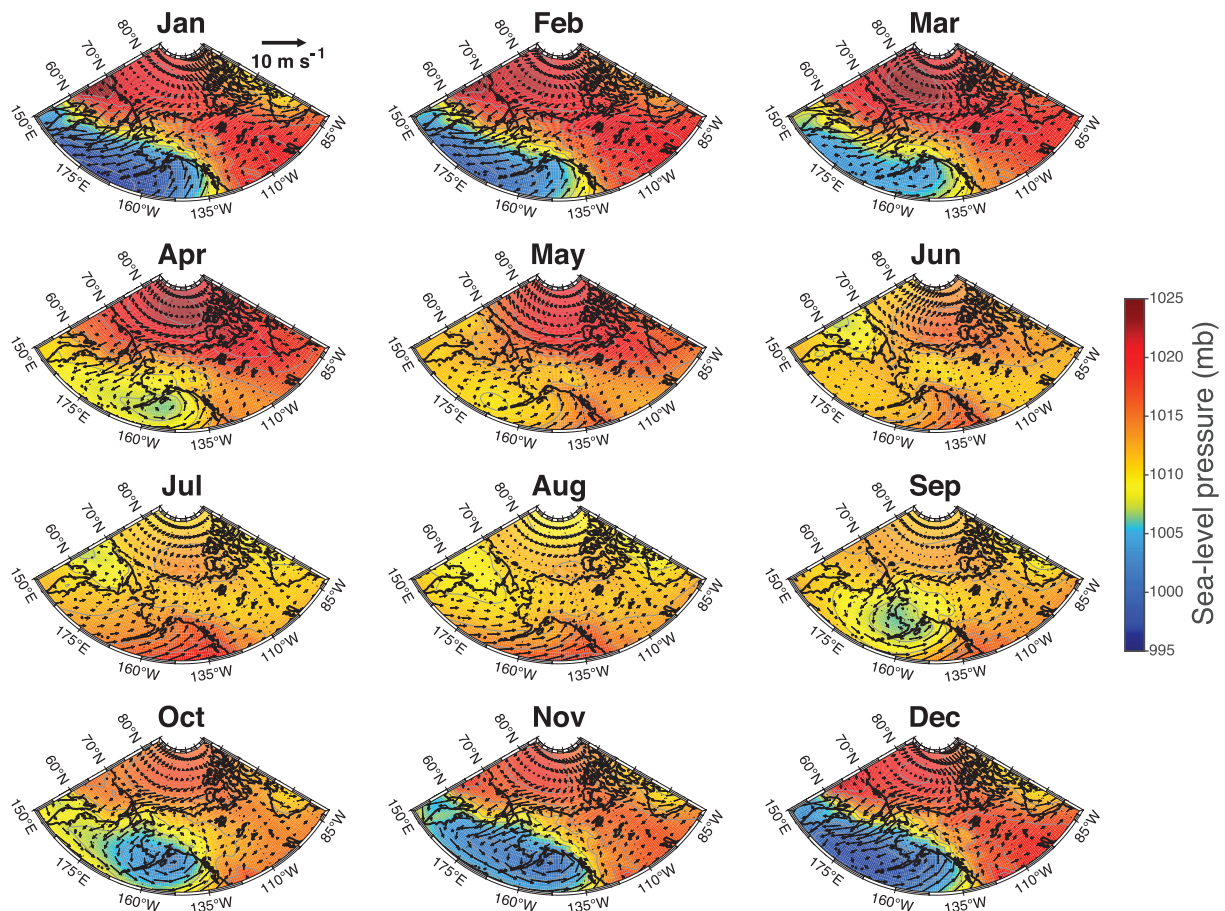 Jan
Feb
Mar
10 m s⁻¹
80°N
70°N
60°N
150°E
175°E
160°W
135°W
110°W
85°W
80°N
70°N
60°N
150°E
175°E
160°W
135°W
110°W
85°W
80°N
70°N
60°N
150°E
175°E
160°W
135°W
110°W
85°W
Apr
May
Jun
80°N
70°N
60°N
150°E
175°E
160°W
135°W
110°W
85°W
80°N
70°N
60°N
150°E
175°E
160°W
135°W
110°W
85°W
80°N
70°N
60°N
150°E
175°E
160°W
135°W
110°W
85°W
Jul
Aug
Sep
80°N
70°N
60°N
150°E
175°E
160°W
135°W
110°W
85°W
80°N
70°N
60°N
150°E
175°E
160°W
135°W
110°W
85°W
80°N
70°N
60°N
150°E
175°E
160°W
135°W
110°W
85°W
Oct
Nov
Dec
80°N
70°N
60°N
150°E
175°E
160°W
135°W
110°W
85°W
80°N
70°N
60°N
150°E
175°E
160°W
135°W
110°W
85°W
80°N
70°N
60°N
150°E
175°E
160°W
135°W
110°W
85°W
1025
1020
1015
1010
1005
1000
995
Sea-level pressure (mb)